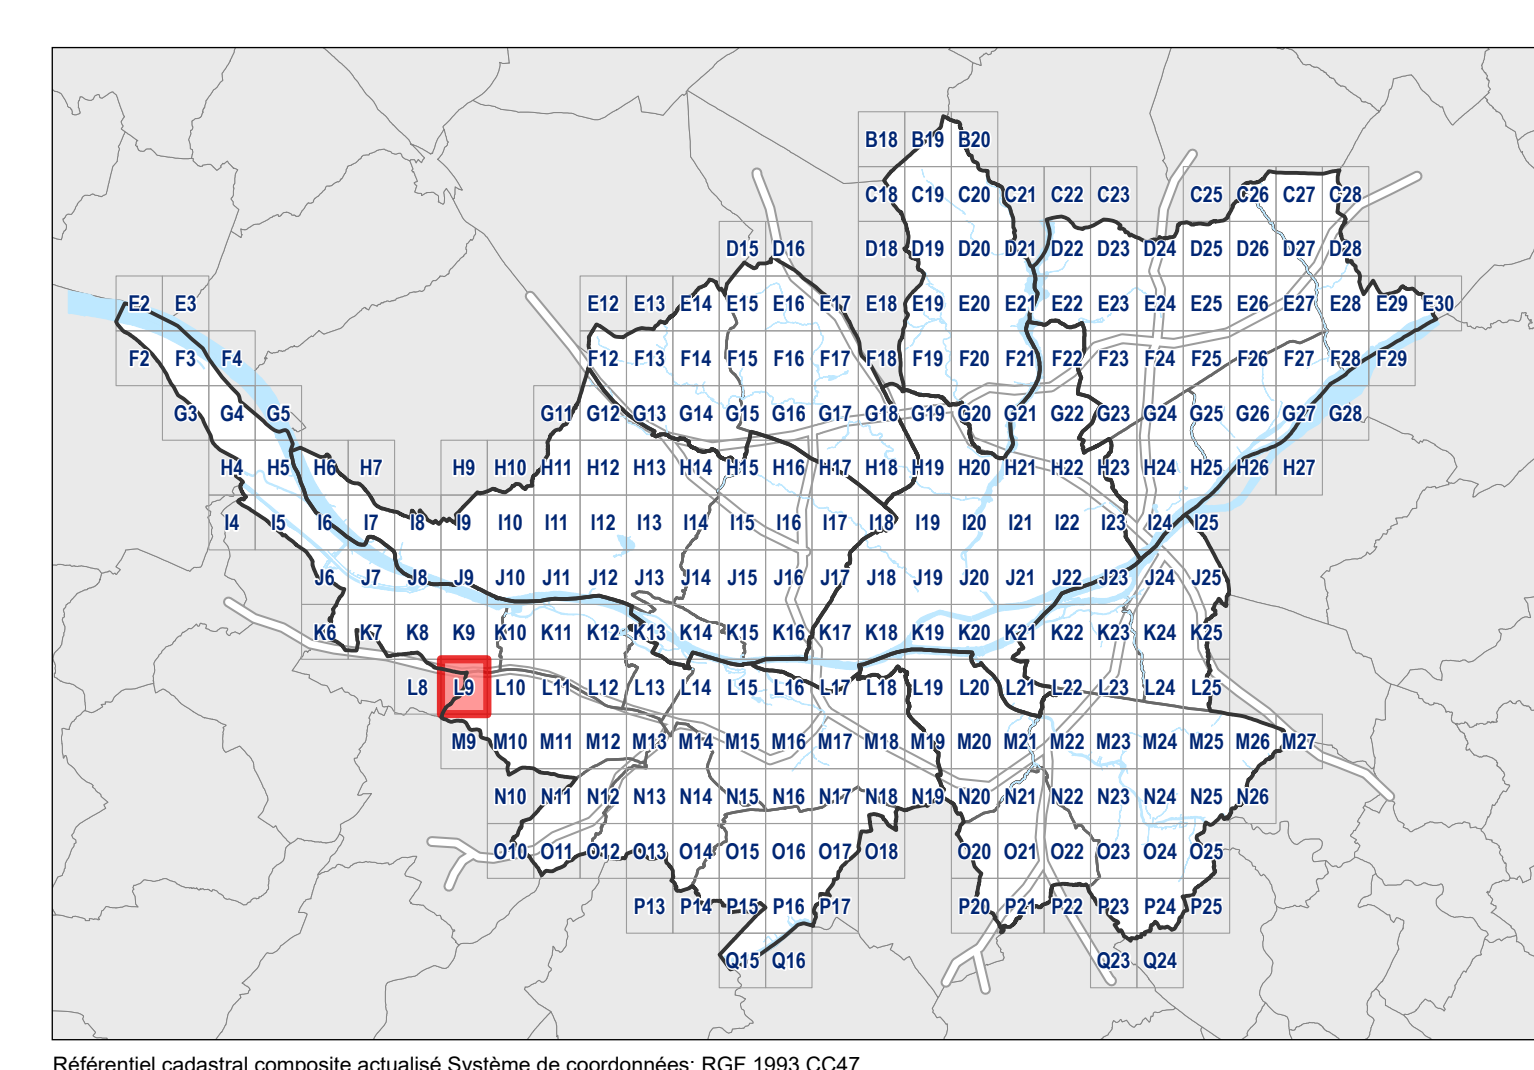 B18 B19 B20
C18 C19 C20 C21 C22 C23 C25 C26 C27 C28
D15 D16 D18 D19 D20 D21 D22 D23 D24 D25 D26 D27 D28
E2 E3 E12 E13 E14 E15 E16 E17 E18 E19 E20 E21 E22 E23 E24 E25 E26 E27 E28 E29 E30
F2 F3 F4 F12 F13 F14 F15 F16 F17 F18 F19 F20 F21 F22 F23 F24 F25 F26 F27 F28 F29
G3 G4 G5 G11 G12 G13 G14 G15 G16 G17 G18 G19 G20 G21 G22 G23 G24 G25 G26 G27 G28
H4 H5 H6 H7 H9 H10 H11 H12 H13 H14 H15 H16 H17 H18 H19 H20 H21 H22 H23 H24 H25 H26 H27
I4 I5 I6 I7 I8 I9 I10 I11 I12 I13 I14 I15 I16 I17 I18 I19 I20 I21 I22 I23 I24 I25
J6 J7 J8 J9 J10 J11 J12 J13 J14 J15 J16 J17 J18 J19 J20 J21 J22 J23 J24 J25
K6 K7 K8 K9 K10 K11 K12 K13 K14 K15 K16 K17 K18 K19 K20 K21 K22 K23 K24 K25
L8 L9 L10 L11 L12 L13 L14 L15 L16 L17 L18 L19 L20 L21 L22 L23 L24 L25
M9 M10 M11 M12 M13 M14 M15 M16 M17 M18 M19 M20 M21 M22 M23 M24 M25 M26 M27
N10 N11 N12 N13 N14 N15 N16 N17 N18 N19 N20 N21 N22 N23 N24 N25 N26
O10 O11 O12 O13 O14 O15 O16 O17 O18 O20 O21 O22 O23 O24 O25
P13 P14 P15 P16 P17 P20 P21 P22 P23 P24 P25
Q15 Q16 Q23 Q24
Référentiel cadastral composite actualisé Système de coordonnées: RGF 1993 CC47